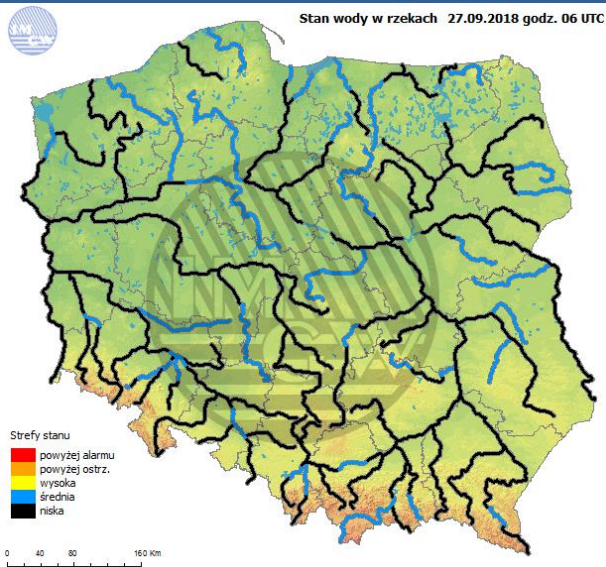 Stan wody w rzekach 27.09.2018 godz. 06 UTC
Strefy stanu
powyżej alarmu
powyżej ostrz.
wysoka
średnia
niska
0 40 80 160 Km